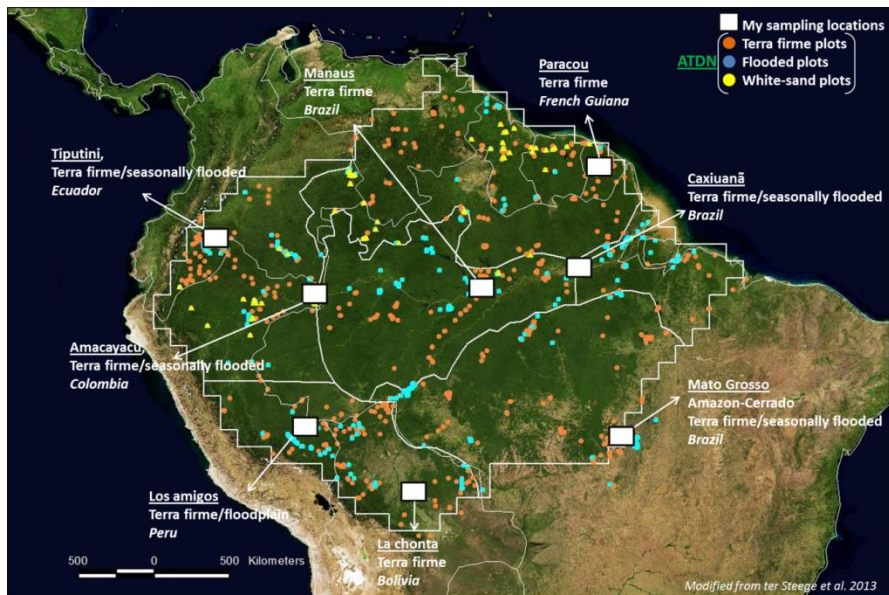 My sampling locations
ATDN
Terra firme plots
Flooded plots
White-sand plots
Manaus
Terra firme
Brazil
Paracou
Terra firme
French Guiana
Tiputini,
Terra firme/seasonally flooded
Ecuador
Caxiuanã
Terra firme/seasonally flooded
Brazil
Amacayacu,
Terra firme/seasonally flooded
Colombia
Mato Grosso
Amazon-Cerrado
Terra firme/seasonally flooded
Brazil
Los amigos
Terra firme/floodplain
Peru
La chonta
Terra firme
Bolivia
500 0 500 Kilometers
Modified from ter Steege et al. 2013